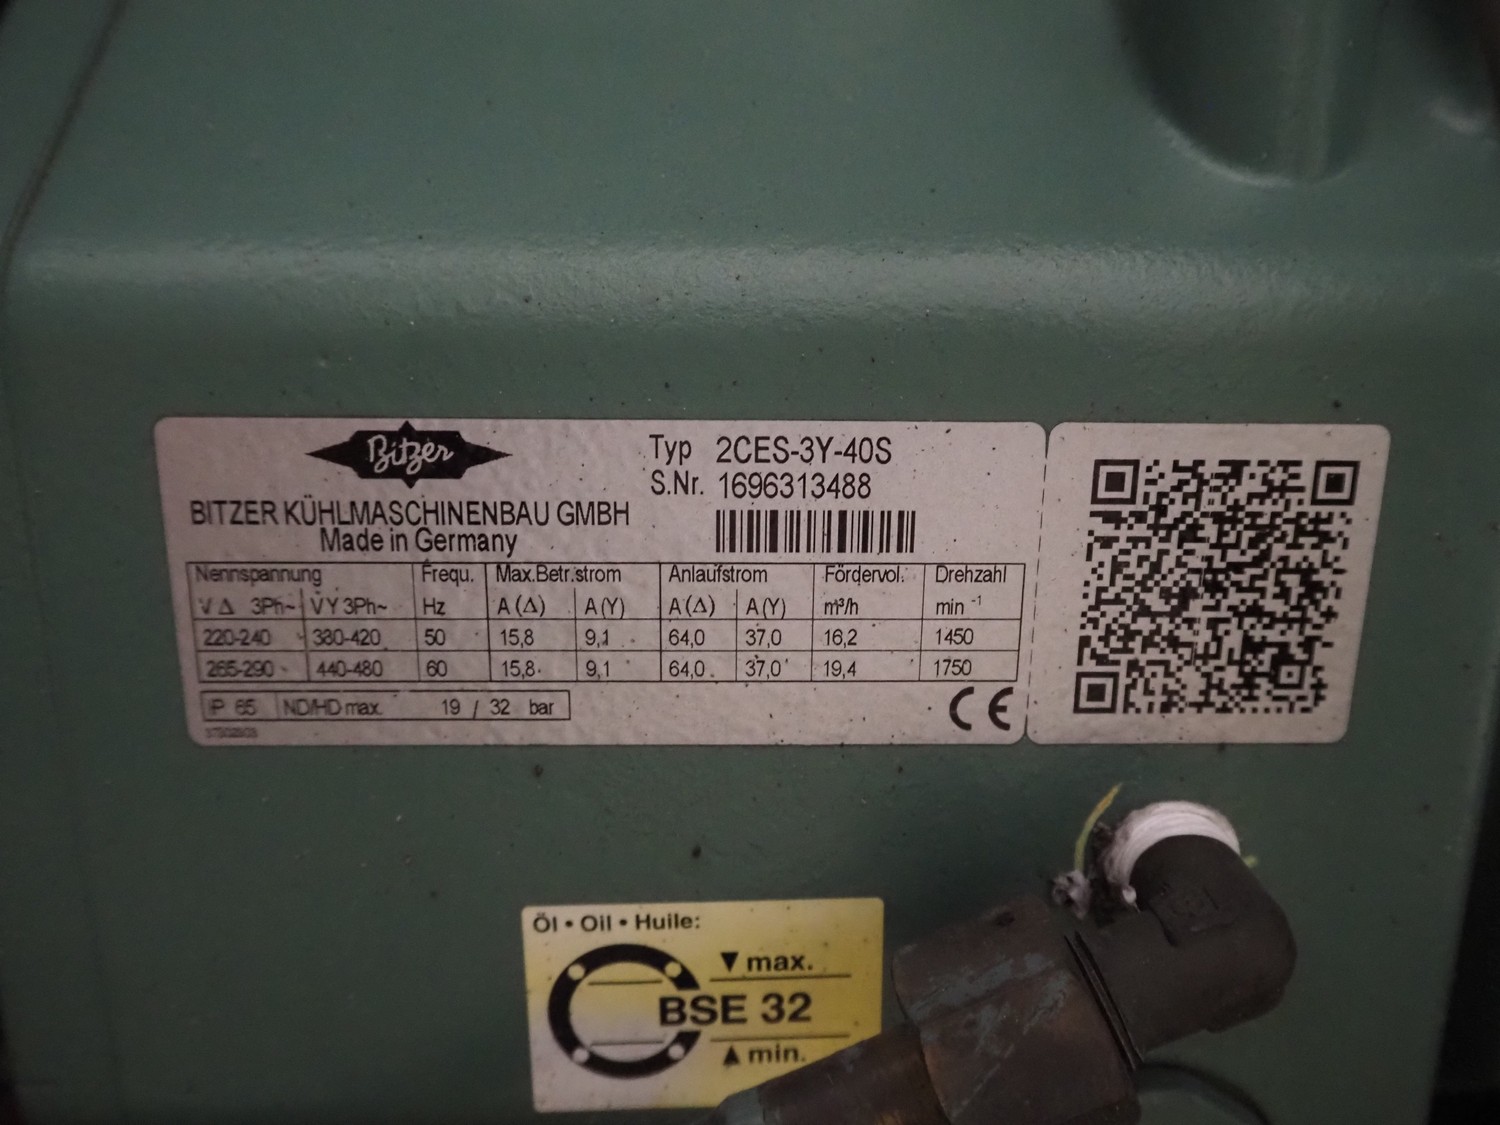 Bitzer
Typ 2CES-3Y-40S
S.Nr. 1696313488
BITZER KÜHLMASCHINENBAU GMBH
Made in Germany
Nennspannung Frequ. Max.Betr.strom Anlaufstrom Fördervol. Drehzahl
V Δ 3Ph~ V Y 3Ph~ Hz A (Δ) A (Y) A (Δ) A (Y) m³/h min -1
220-240 380-420 50 15,8 9,1 64,0 37,0 16,2 1450
265-290 440-480 60 15,8 9,1 64,0 37,0 19,4 1750
IP 65 ND/HD max. 19 / 32 bar
CE
Öl • Oil • Huile:
▼ max.
BSE 32
▲ min.